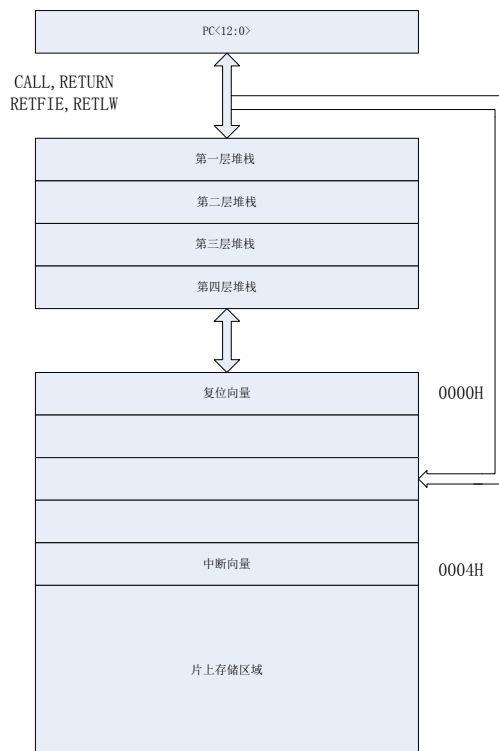 PC<12:0>
CALL, RETURN
RETFIE, RETLW
第一层堆栈
第二层堆栈
第三层堆栈
第四层堆栈
复位向量
0000H
中断向量
0004H
片上存储区域